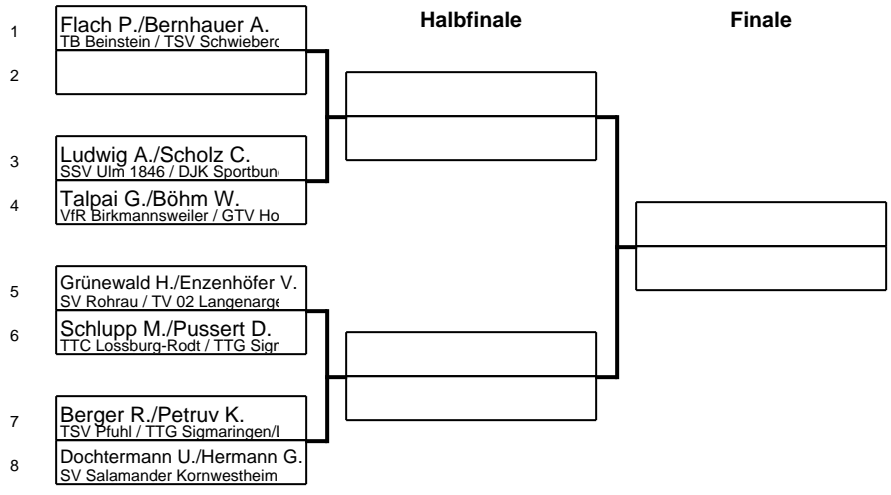 Halbfinale Finale
1 Flach P./Bernhauer A.
TB Beinstein / TSV Schwieberd
2
3 Ludwig A./Scholz C.
SSV Ulm 1846 / DJK Sportbun
4 Talpai G./Böhm W.
VfR Birkmannsweiler / GTV Ho
5 Grünewald H./Enzenhöfer V.
SV Rohrau / TV 02 Langenarge
6 Schlupp M./Pussert D.
TTC Lossburg-Rodt / TTG Sigr
7 Berger R./Petruv K.
TSV Pfuhl / TTG Sigmaringen/
8 Dochtermann U./Hermann G.
SV Salamander Kornwestheim